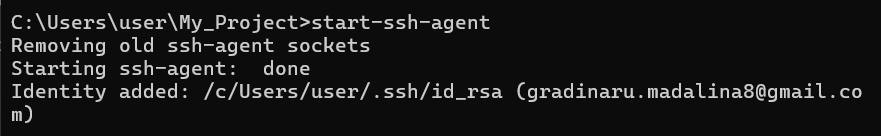 C:\Users\user\My_Project>start-ssh-agent
Removing old ssh-agent sockets
Starting ssh-agent:  done
Identity added: /c/Users/user/.ssh/id_rsa (gradinaru.madalina8@gmail.co
m)